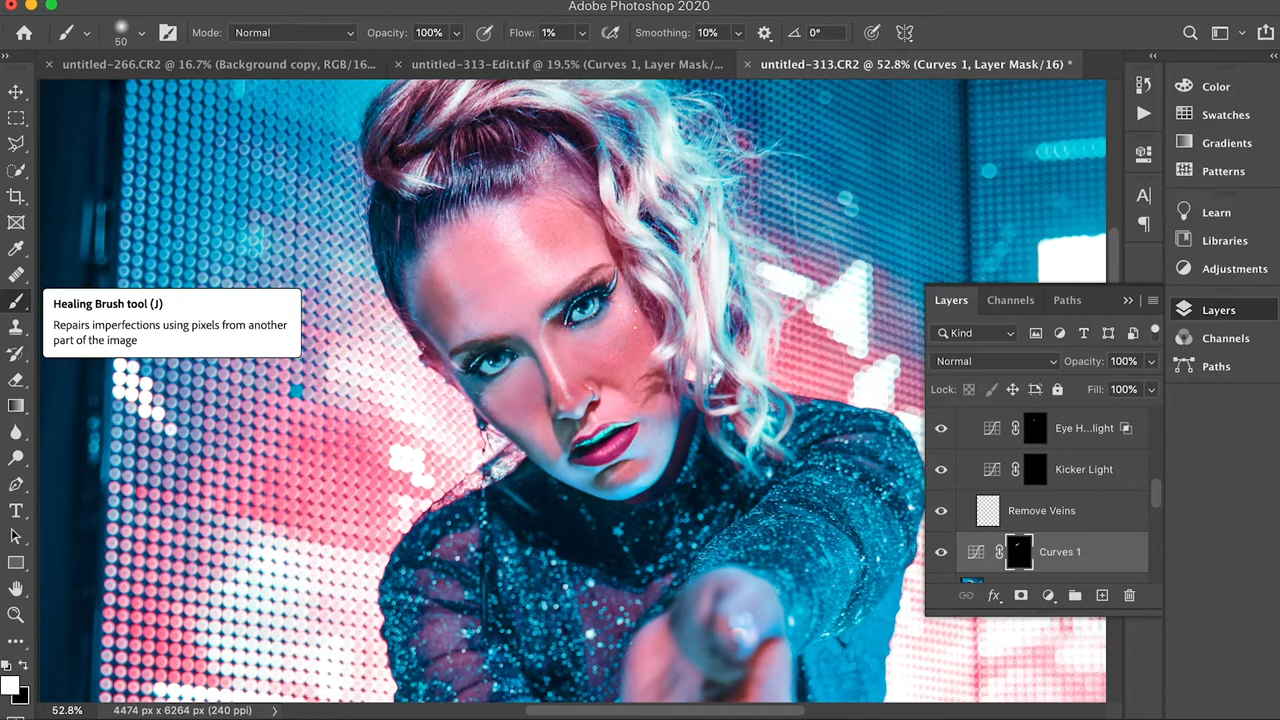 Adobe Photoshop 2020
50
Mode: Normal
Opacity: 100%
Flow: 1%
Smoothing: 10%
0°
untitled-266.CR2 @ 16.7% (Background copy, RGB/16...
untitled-313-Edit.tif @ 19.5% (Curves 1, Layer Mask/...
untitled-313.CR2 @ 52.8% (Curves 1, Layer Mask/16) *
Color
Swatches
Gradients
Patterns
Learn
Libraries
Adjustments
Layers
Channels
Paths
Healing Brush tool (J)
Repairs imperfections using pixels from another
part of the image
Layers Channels Paths
Kind
Normal Opacity: 100%
Lock: Fill: 100%
Eye H...light
Kicker Light
Remove Veins
Curves 1
52.8% 4474 px x 6264 px (240 ppi)